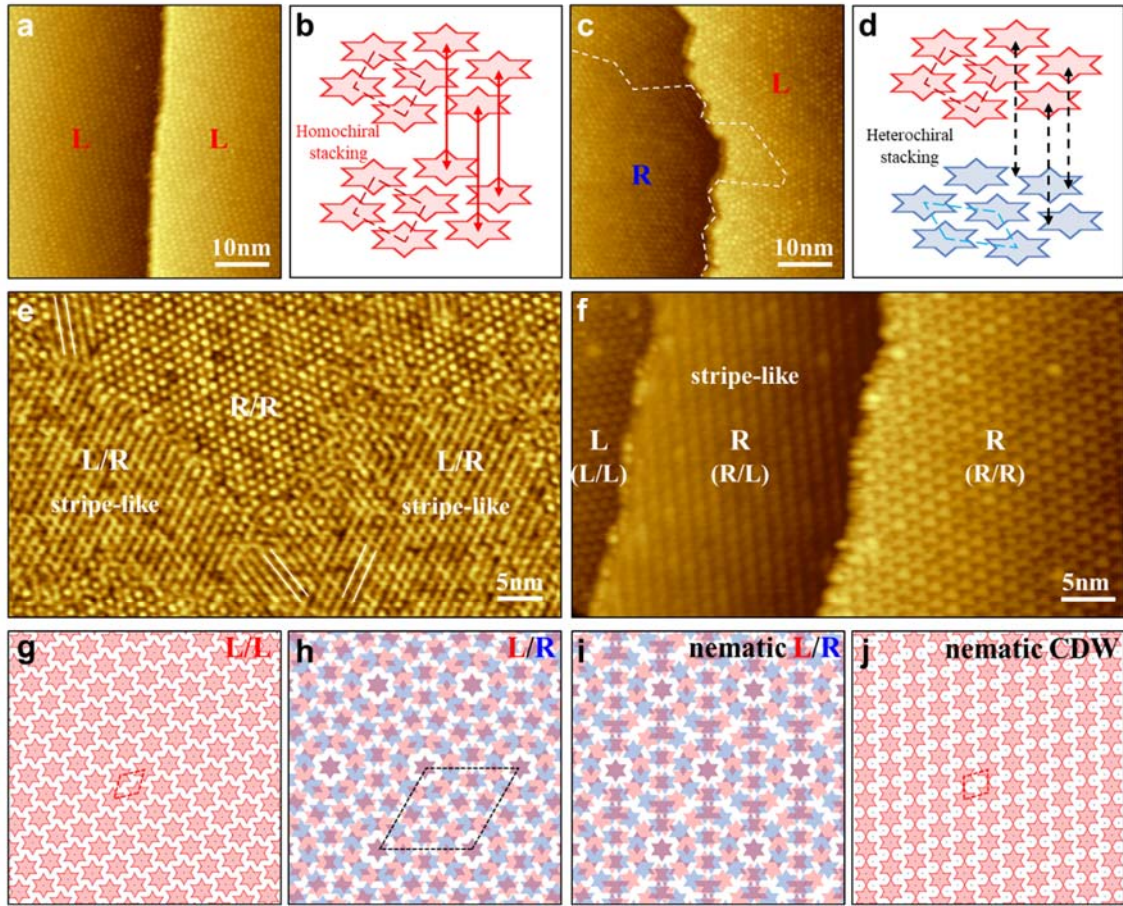 a
L
L
10nm
b
Homochiral
stacking
c
L
R
10nm
d
Heterochiral
stacking
e
R/R
L/R
stripe-like
L/R
stripe-like
5nm
f
stripe-like
L
(L/L)
R
(R/L)
R
(R/R)
5nm
g
L/L
h
L/R
i
nematic L/R
j
nematic CDW